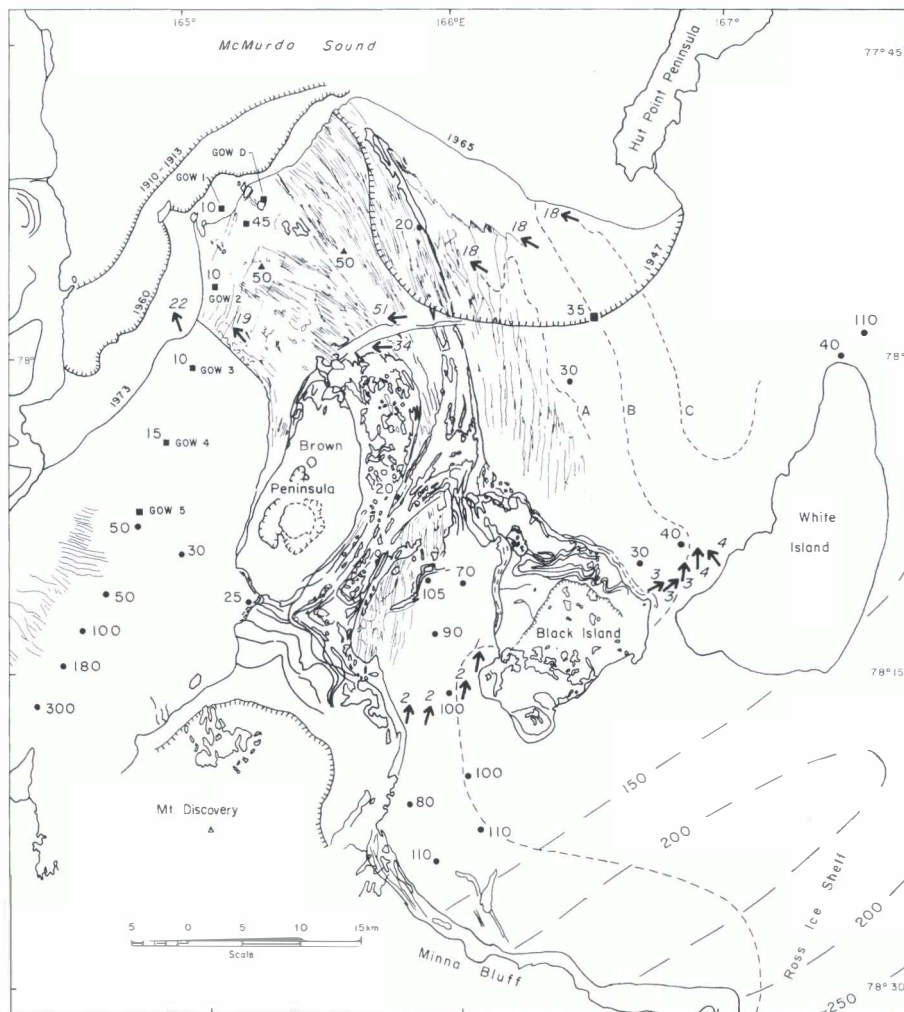 165°
166°E
167°
McMurdo Sound
77° 45'
Hut Point Peninsula
1910-1913
1965
GOW D
GOW 1
10
45
20
18
18
18
1947
50
50
10
GOW 2
1960
22
19
51
35
110
34
40
78°
78°
10
GOW 3
30
1973
A
B
C
15
GOW 4
Brown
Peninsula
20
White
Island
GOW 5
50
40
30
30
4
4
3
3
3
70
105
50
25
100
90
Black Island
180
78°15'
2
2
2
100
300
100
150
Mt. Discovery
80
200
110
110
Ross Ice Shelf
200
5 0 5 10 15 km
Scale
Minna Bluff
78° 30'
250